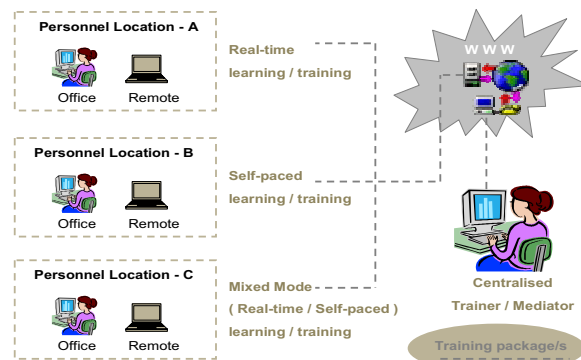 Personnel Location - A
Office Remote
Real-time
learning / training
Personnel Location - B
Office Remote
Self-paced
learning / training
Personnel Location - C
Office Remote
Mixed Mode
( Real-time / Self-paced )
learning / training
W W W
Centralised
Trainer / Mediator
Training package/s